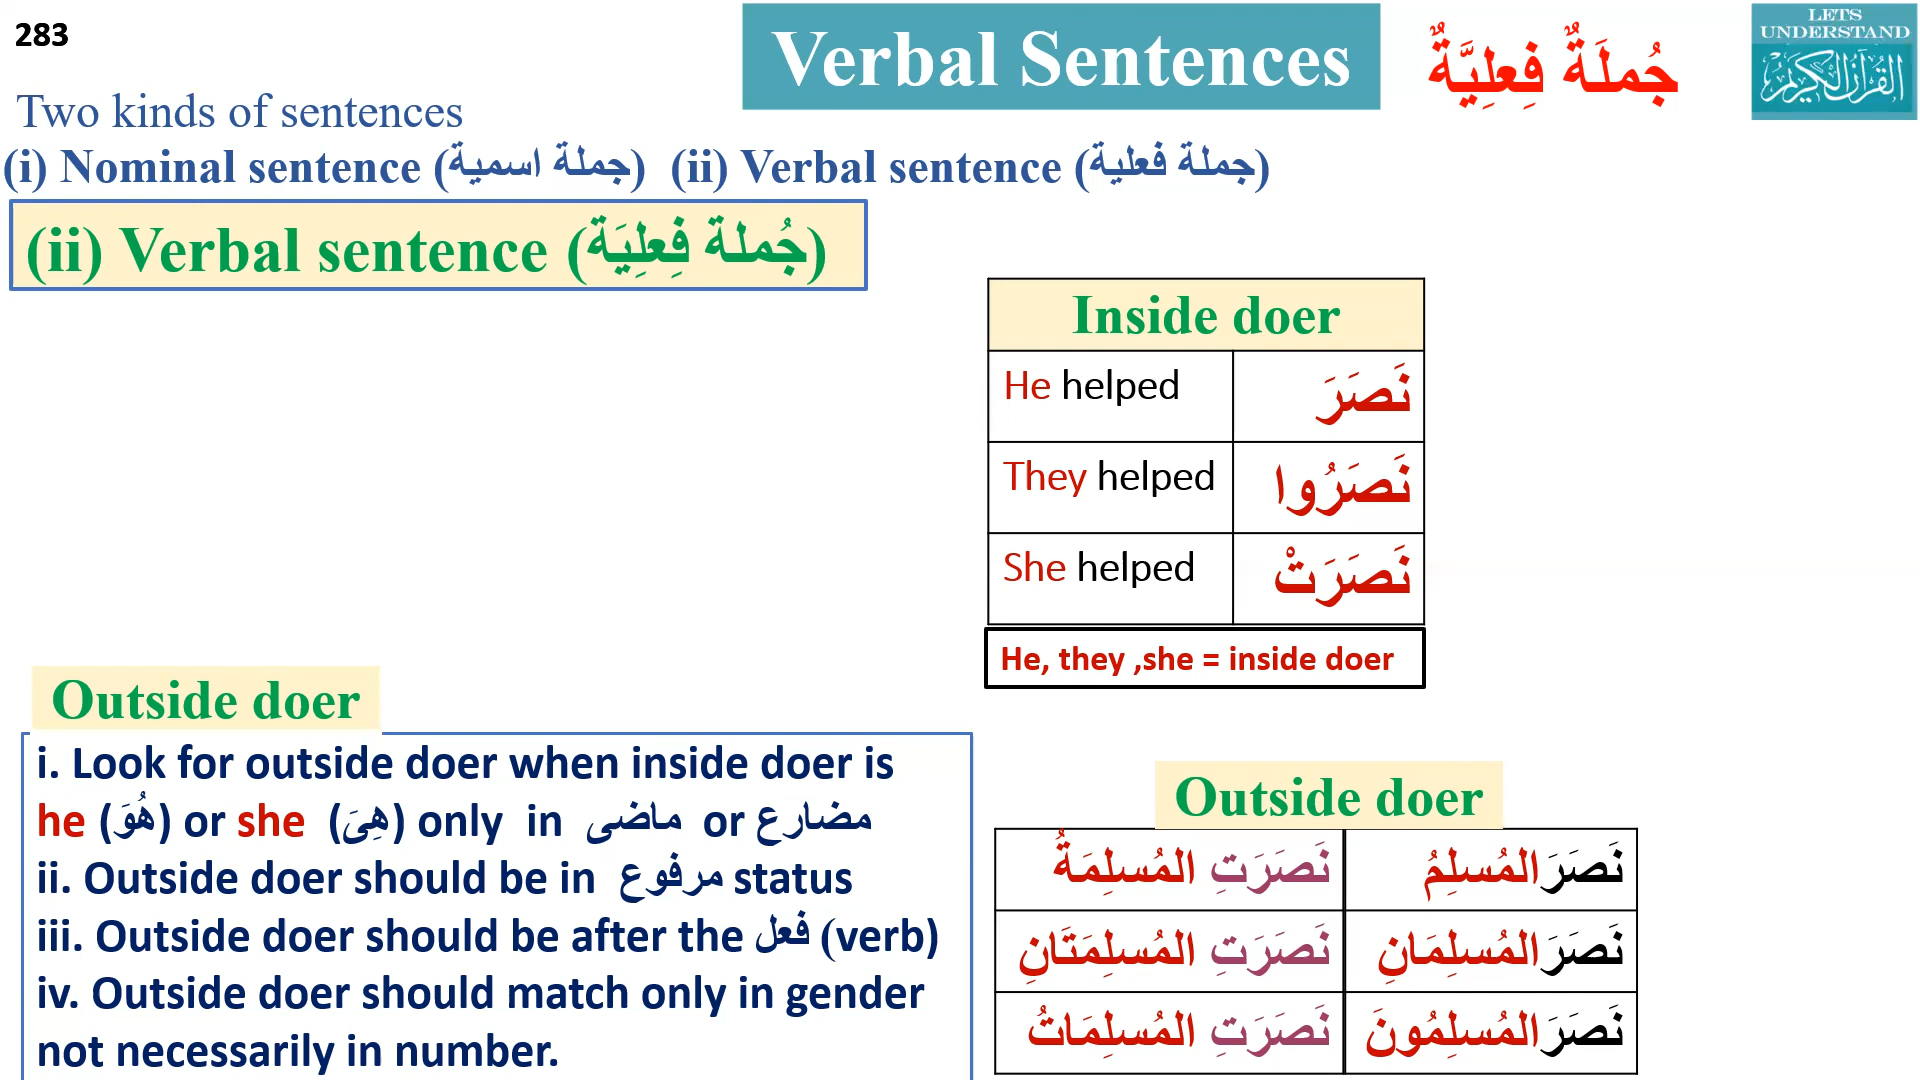 283
Verbal Sentences
جُملَةٌ فِعلِيَّةٌ
LETS
UNDERSTAND
القرآن الكريم
Two kinds of sentences
(i) Nominal sentence (جملة اسمية) (ii) Verbal sentence (جملة فعلية)
(ii) Verbal sentence (جُملة فِعلِيَة)
Inside doer
He helped نَصَرَ
They helped نَصَرُوا
She helped نَصَرَتْ
He, they ,she = inside doer
Outside doer
i. Look for outside doer when inside doer is
he (هُوَ) or she (هِىَ) only in ماضى or مضارع
ii. Outside doer should be in مرفوع status
iii. Outside doer should be after the فعل (verb)
iv. Outside doer should match only in gender
not necessarily in number.
Outside doer
نَصَرَ المُسلِمُ نَصَرَتِ المُسلِمَةُ
نَصَرَ المُسلِمَانِ نَصَرَتِ المُسلِمَتَانِ
نَصَرَ المُسلِمُونَ نَصَرَتِ المُسلِمَاتُ